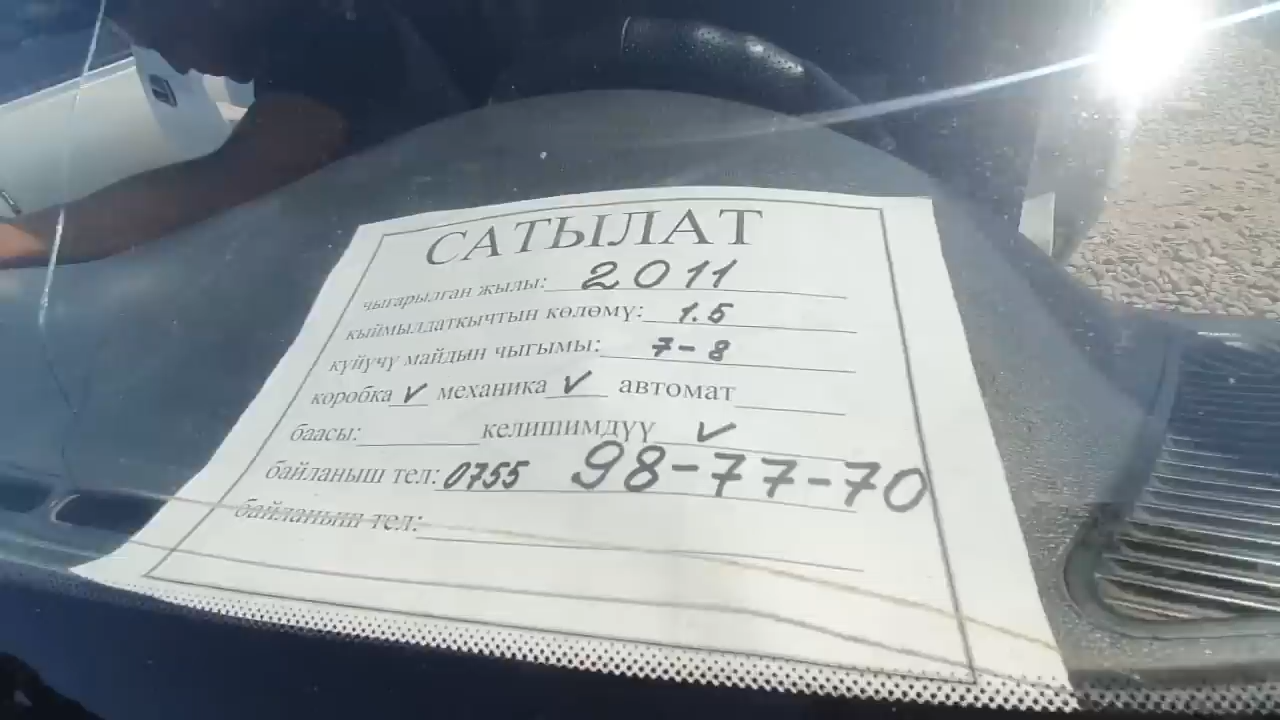 САТЫЛАТ
чыгарылган жылы: 2011
кыймылдаткычтын көлөмү: 1.5
күйүчү майдын чыгымы: 7-8
коробка ✓ механика ✓ автомат
баасы: келишимдүү ✓
байланыш тел: 0755 98-77-70
байланыш тел: